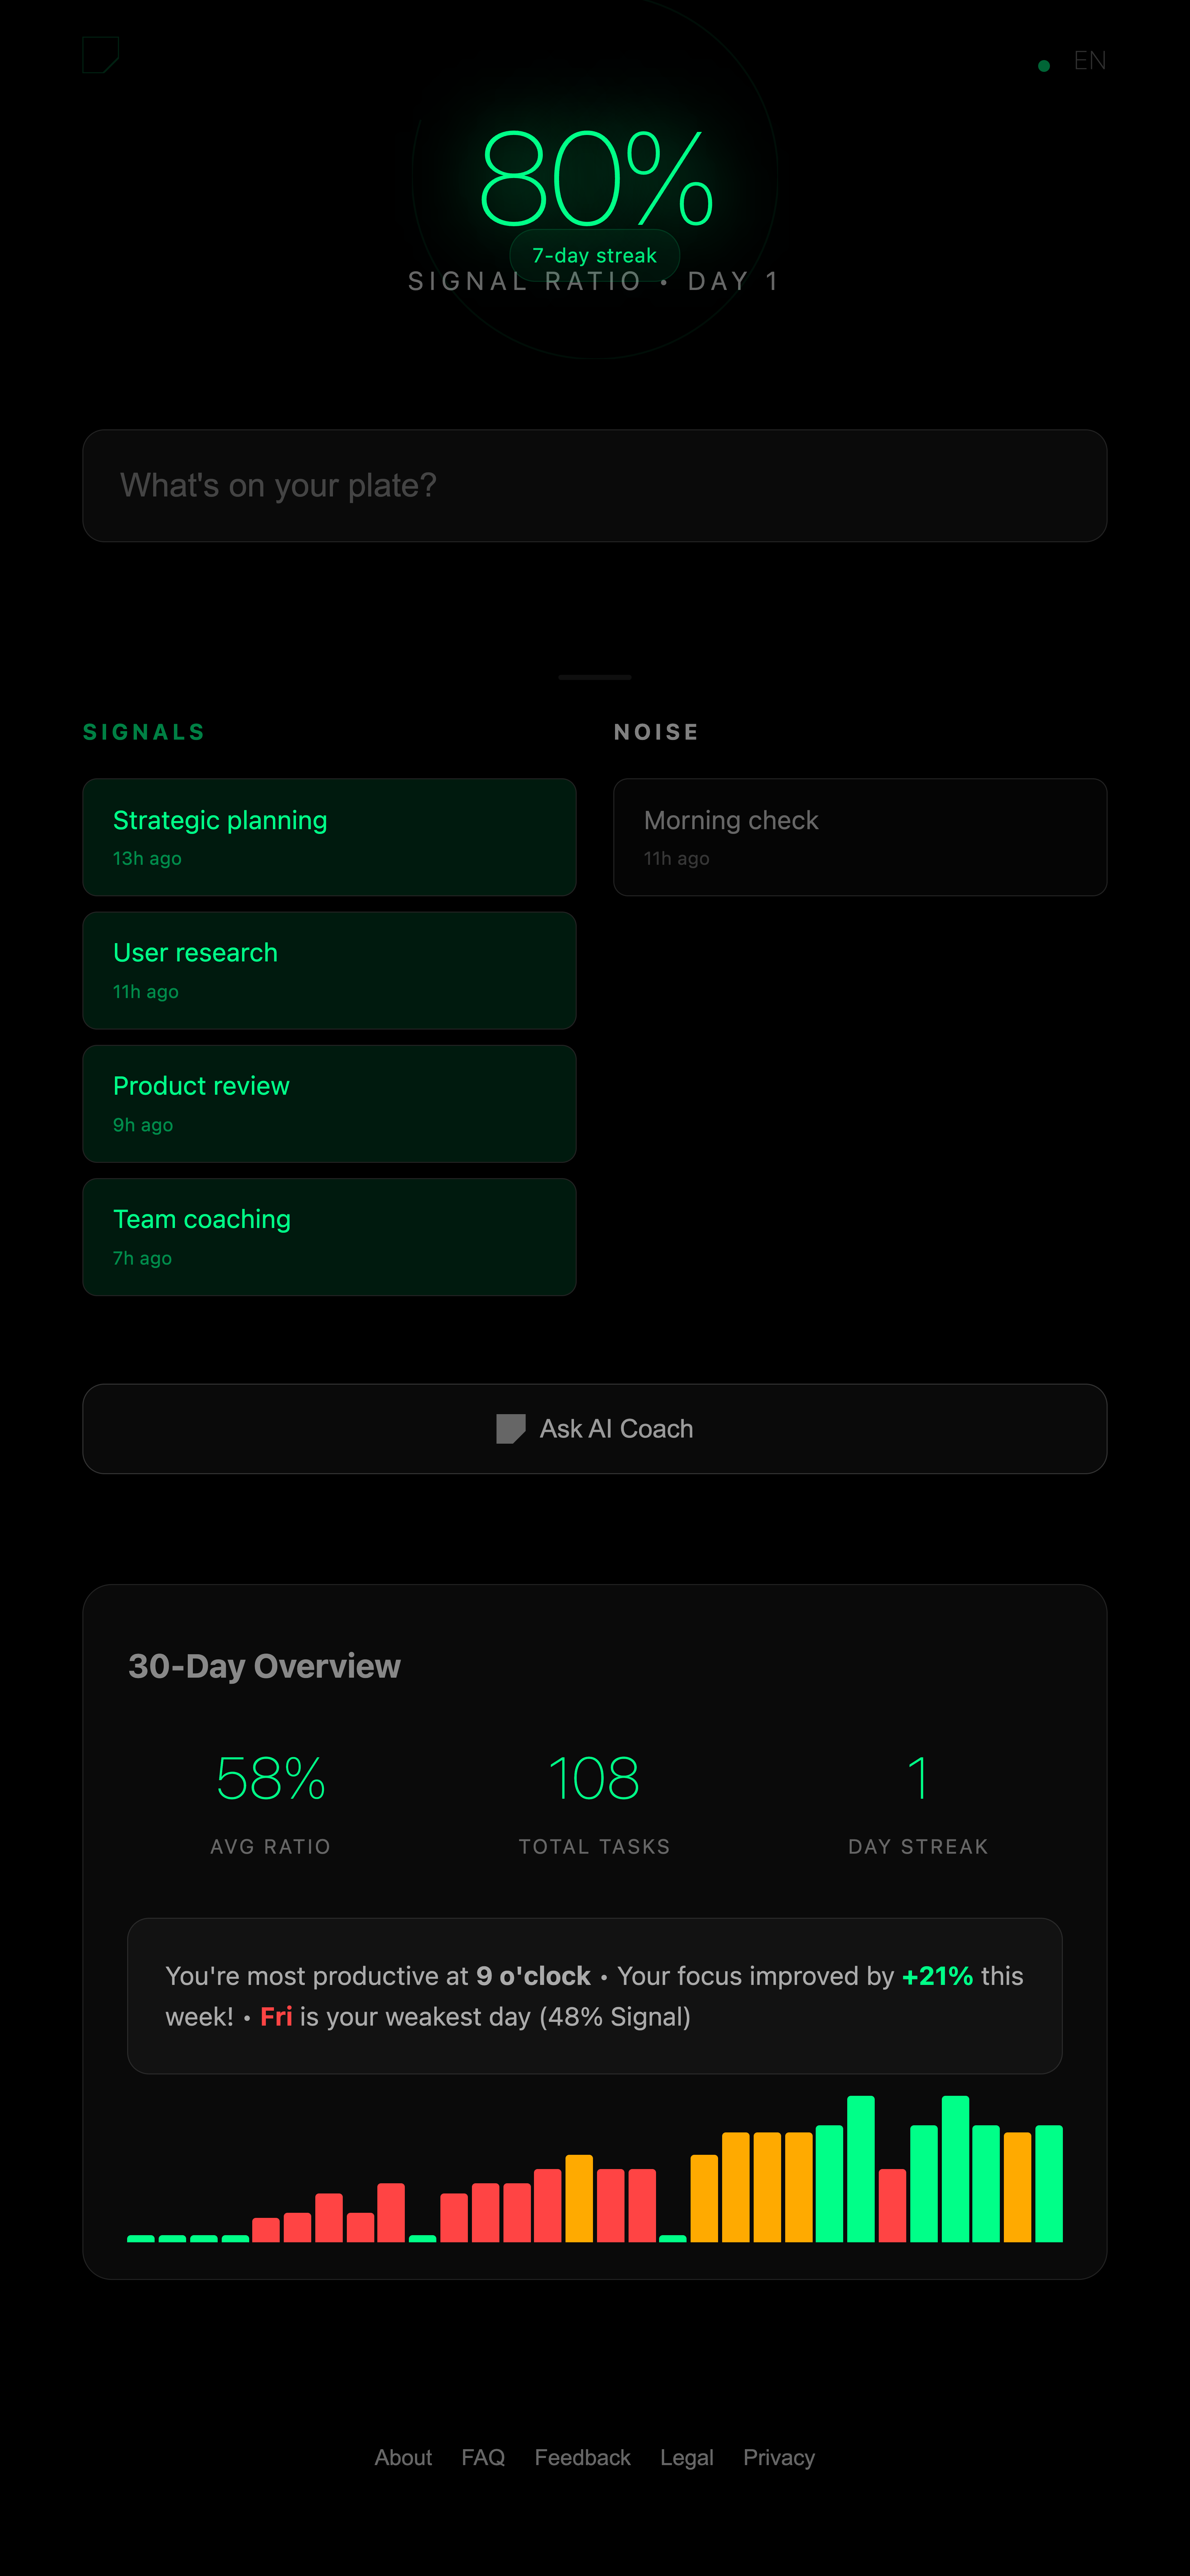 EN
80%
7-day streak
SIGNAL RATIO • DAY 1
What's on your plate?
SIGNALS
Strategic planning
13h ago
User research
11h ago
Product review
9h ago
Team coaching
7h ago
NOISE
Morning check
11h ago
Ask AI Coach
30-Day Overview
58%
AVG RATIO
108
TOTAL TASKS
1
DAY STREAK
You're most productive at 9 o'clock • Your focus improved by +21% this
week! • Fri is your weakest day (48% Signal)
About FAQ Feedback Legal Privacy